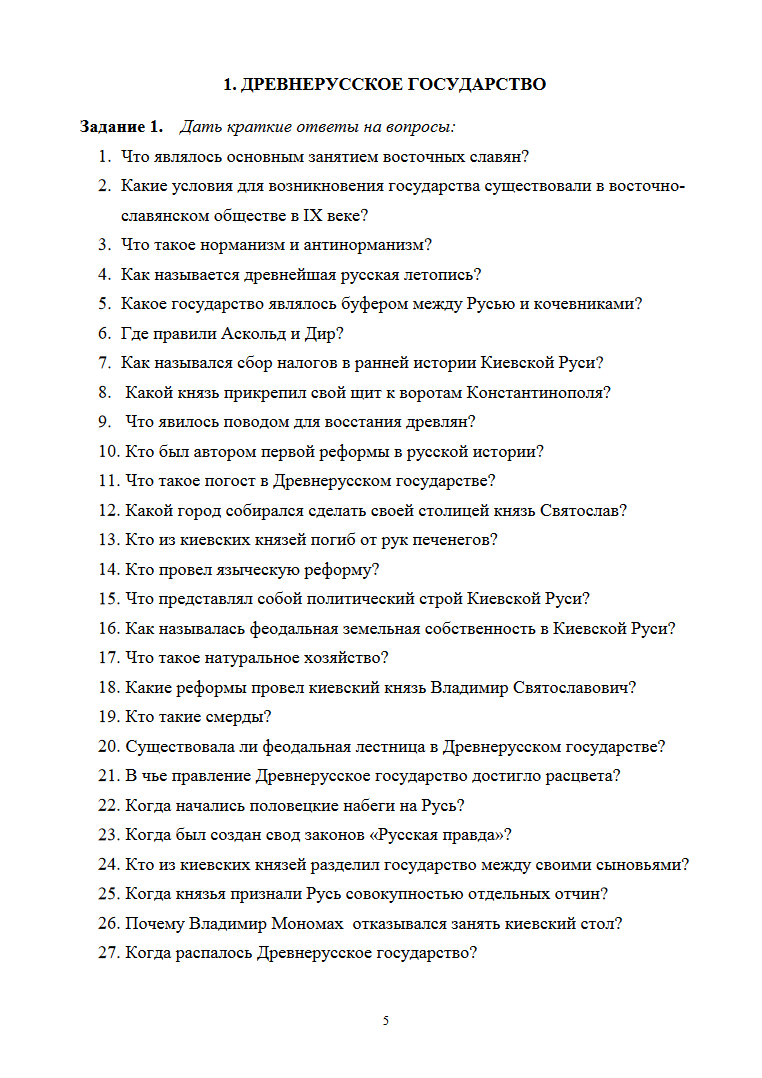 1. ДРЕВНЕРУССКОЕ ГОСУДАРСТВО
Задание 1. Дать краткие ответы на вопросы:
1. Что являлось основным занятием восточных славян?
2. Какие условия для возникновения государства существовали в восточно-
славянском обществе в IX веке?
3. Что такое норманизм и антинорманизм?
4. Как называется древнейшая русская летопись?
5. Какое государство являлось буфером между Русью и кочевниками?
6. Где правили Аскольд и Дир?
7. Как назывался сбор налогов в ранней истории Киевской Руси?
8. Какой князь прикрепил свой щит к воротам Константинополя?
9. Что явилось поводом для восстания древлян?
10. Кто был автором первой реформы в русской истории?
11. Что такое погост в Древнерусском государстве?
12. Какой город собирался сделать своей столицей князь Святослав?
13. Кто из киевских князей погиб от рук печенегов?
14. Кто провел языческую реформу?
15. Что представлял собой политический строй Киевской Руси?
16. Как называлась феодальная земельная собственность в Киевской Руси?
17. Что такое натуральное хозяйство?
18. Какие реформы провел киевский князь Владимир Святославович?
19. Кто такие смерды?
20. Существовала ли феодальная лестница в Древнерусском государстве?
21. В чье правление Древнерусское государство достигло расцвета?
22. Когда начались половецкие набеги на Русь?
23. Когда был создан свод законов «Русская правда»?
24. Кто из киевских князей разделил государство между своими сыновьями?
25. Когда князья признали Русь совокупностью отдельных отчин?
26. Почему Владимир Мономах отказывался занять киевский стол?
27. Когда распалось Древнерусское государство?
5